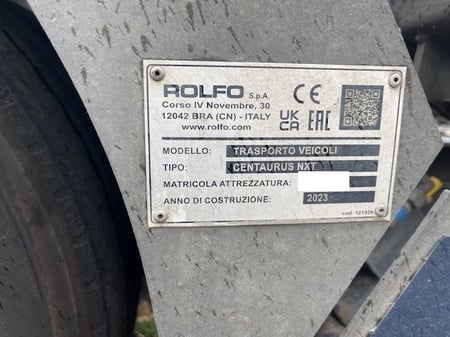 ROLFO S.p.A.
Corso IV Novembre, 30
12042 BRA (CN) - ITALY
www.rolfo.com
CE
UK
CA
EAC
MODELLO: TRASPORTO VEICOLI
TIPO: CENTAURUS NXT
MATRICOLA ATTREZZATURA:
ANNO DI COSTRUZIONE: 2023